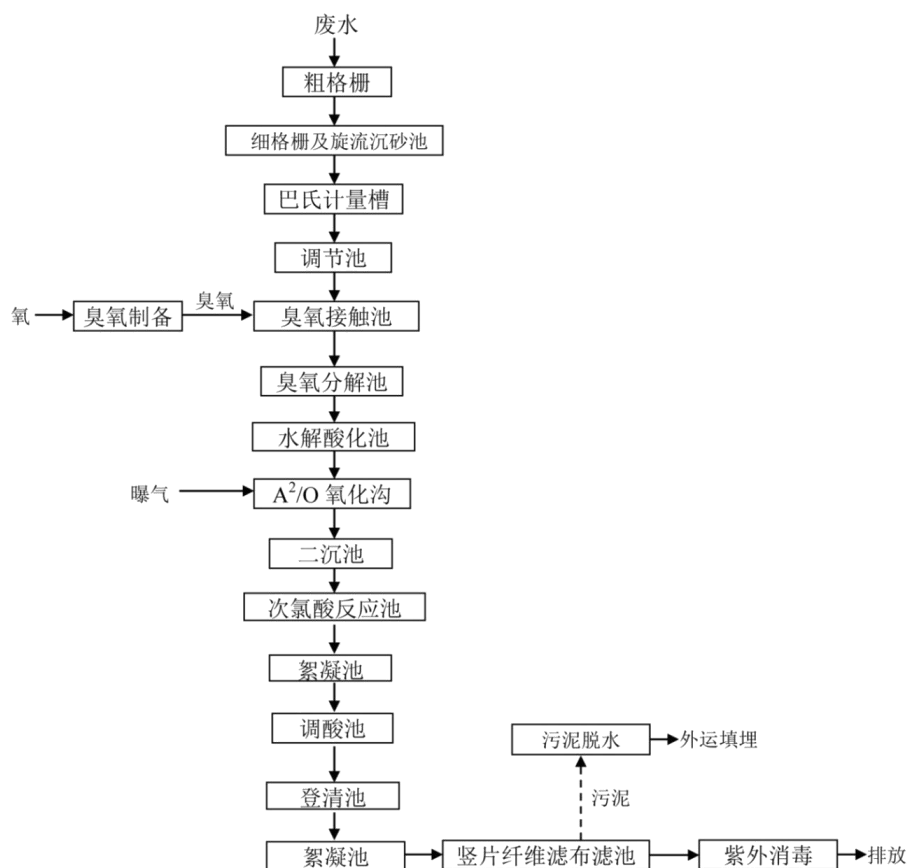 废水
粗格栅
细格栅及旋流沉砂池
巴氏计量槽
调节池
氧
臭氧制备
臭氧
臭氧接触池
臭氧分解池
水解酸化池
曝气
A²/O 氧化沟
二沉池
次氯酸反应池
絮凝池
调酸池
污泥脱水
外运填埋
登清池
污泥
絮凝池
竖片纤维滤布滤池
紫外消毒
排放